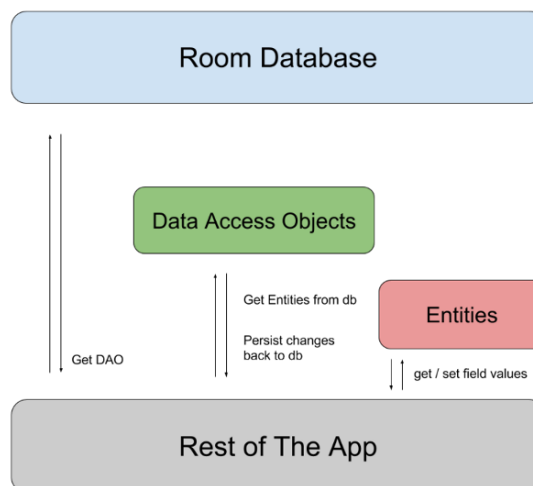 Room Database
Data Access Objects
Get Entities from db
Entities
Persist changes
back to db
Get DAO
get / set field values
Rest of The App